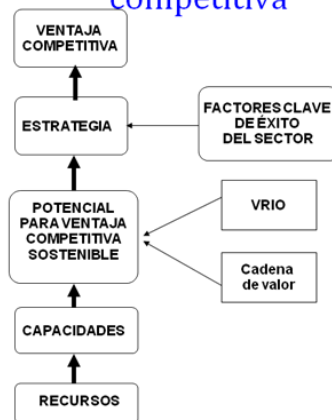 competitiva
VENTAJA
COMPETITIVA
ESTRATEGIA
FACTORES CLAVE
DE ÉXITO
DEL SECTOR
POTENCIAL
PARA VENTAJA
COMPETITIVA
SOSTENIBLE
VRIO
Cadena
de valor
CAPACIDADES
RECURSOS